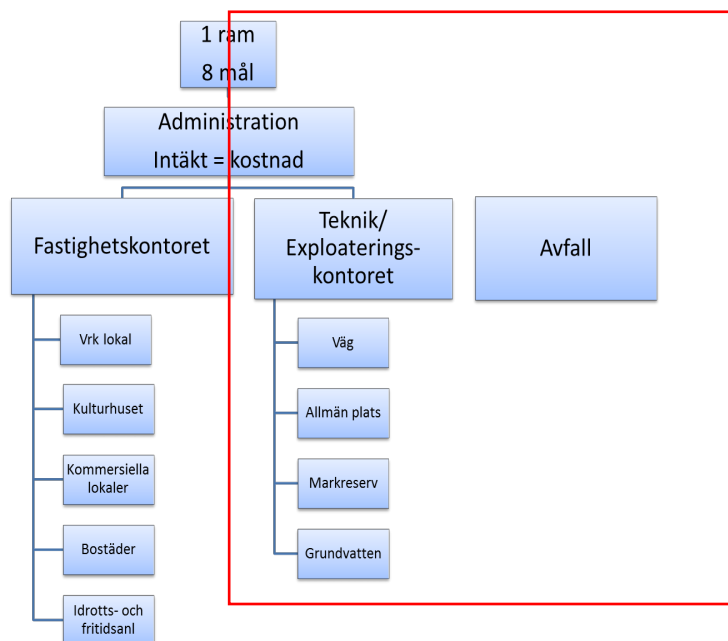 1 ram
8 mål
Administration
Intäkt = kostnad
Fastighetskontoret
Teknik/
Exploaterings-
kontoret
Avfall
Vrk lokal
Kulturhuset
Kommersiella
lokaler
Bostäder
Idrotts- och
fritidsanl
Väg
Allmän plats
Markreserv
Grundvatten